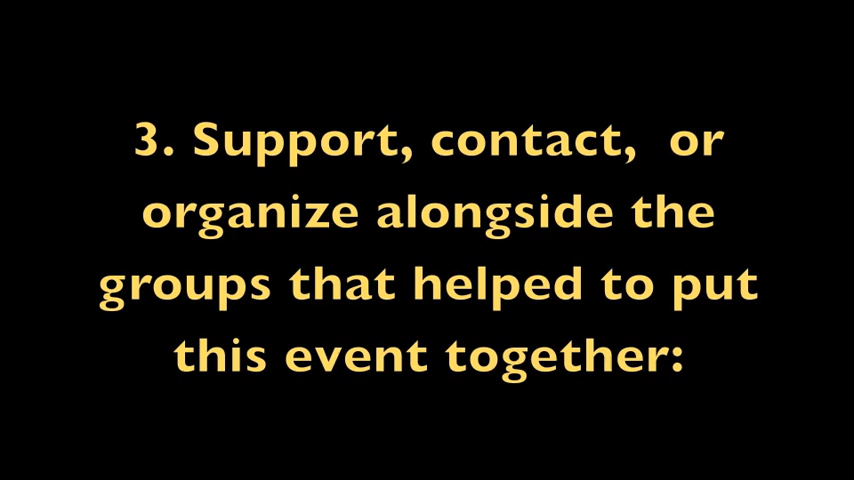 3. Support, contact,  or
organize alongside the
groups that helped to put
this event together: